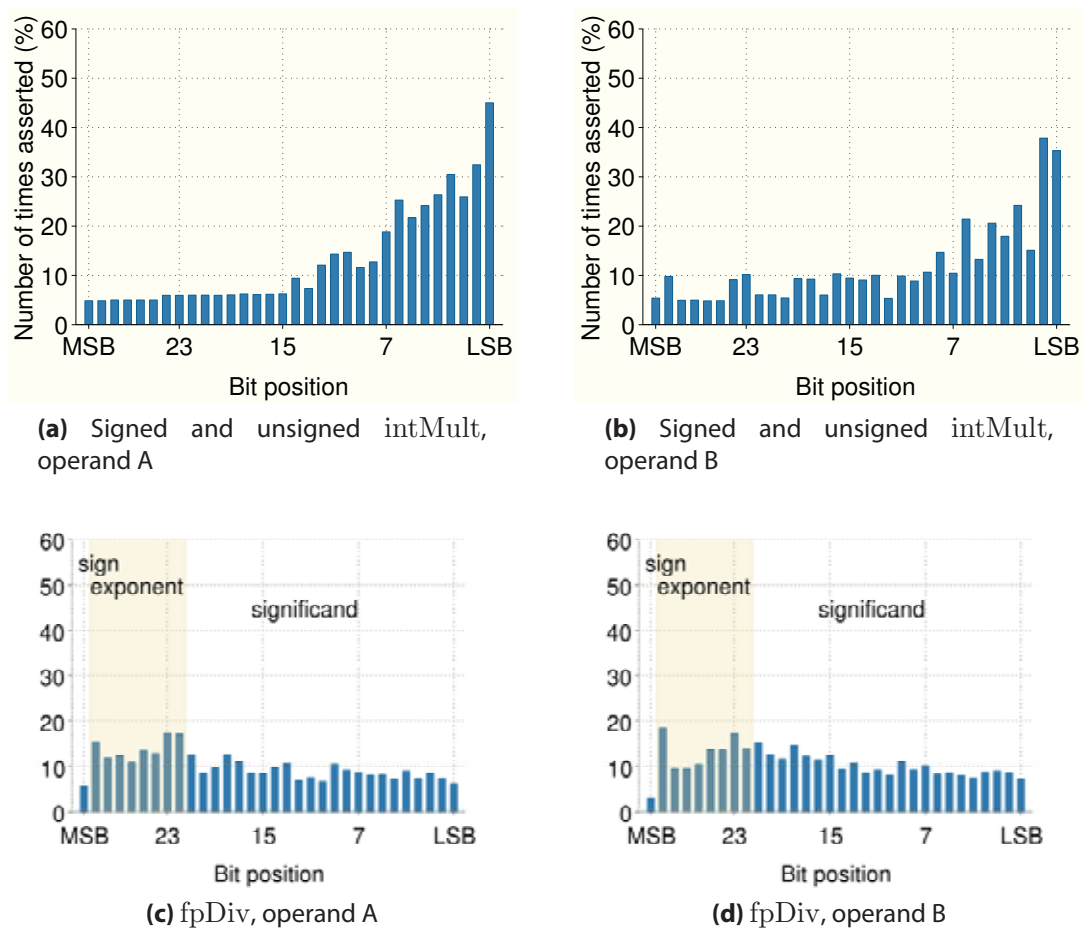 Number of times asserted (%)
60
50
40
30
20
10
0
MSB 23 15 7 LSB
Bit position
(a) Signed and unsigned intMult,
operand A
Number of times asserted (%)
60
50
40
30
20
10
0
MSB 23 15 7 LSB
Bit position
(b) Signed and unsigned intMult,
operand B
60
50
40
30
20
10
0
sign
exponent
significand
MSB 23 15 7 LSB
Bit position
(c) fpDiv, operand A
60
50
40
30
20
10
0
sign
exponent
significand
MSB 23 15 7 LSB
Bit position
(d) fpDiv, operand B